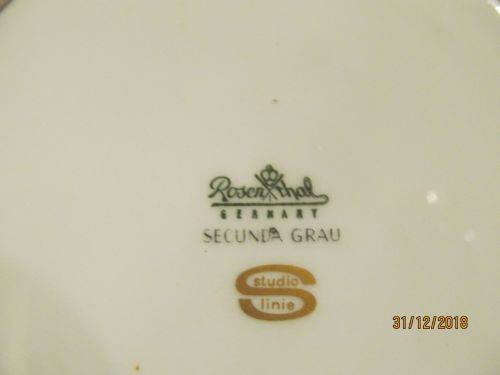 Rosenthal
GERMANY
SECUNDA GRAU
studio
linie
31/12/2018